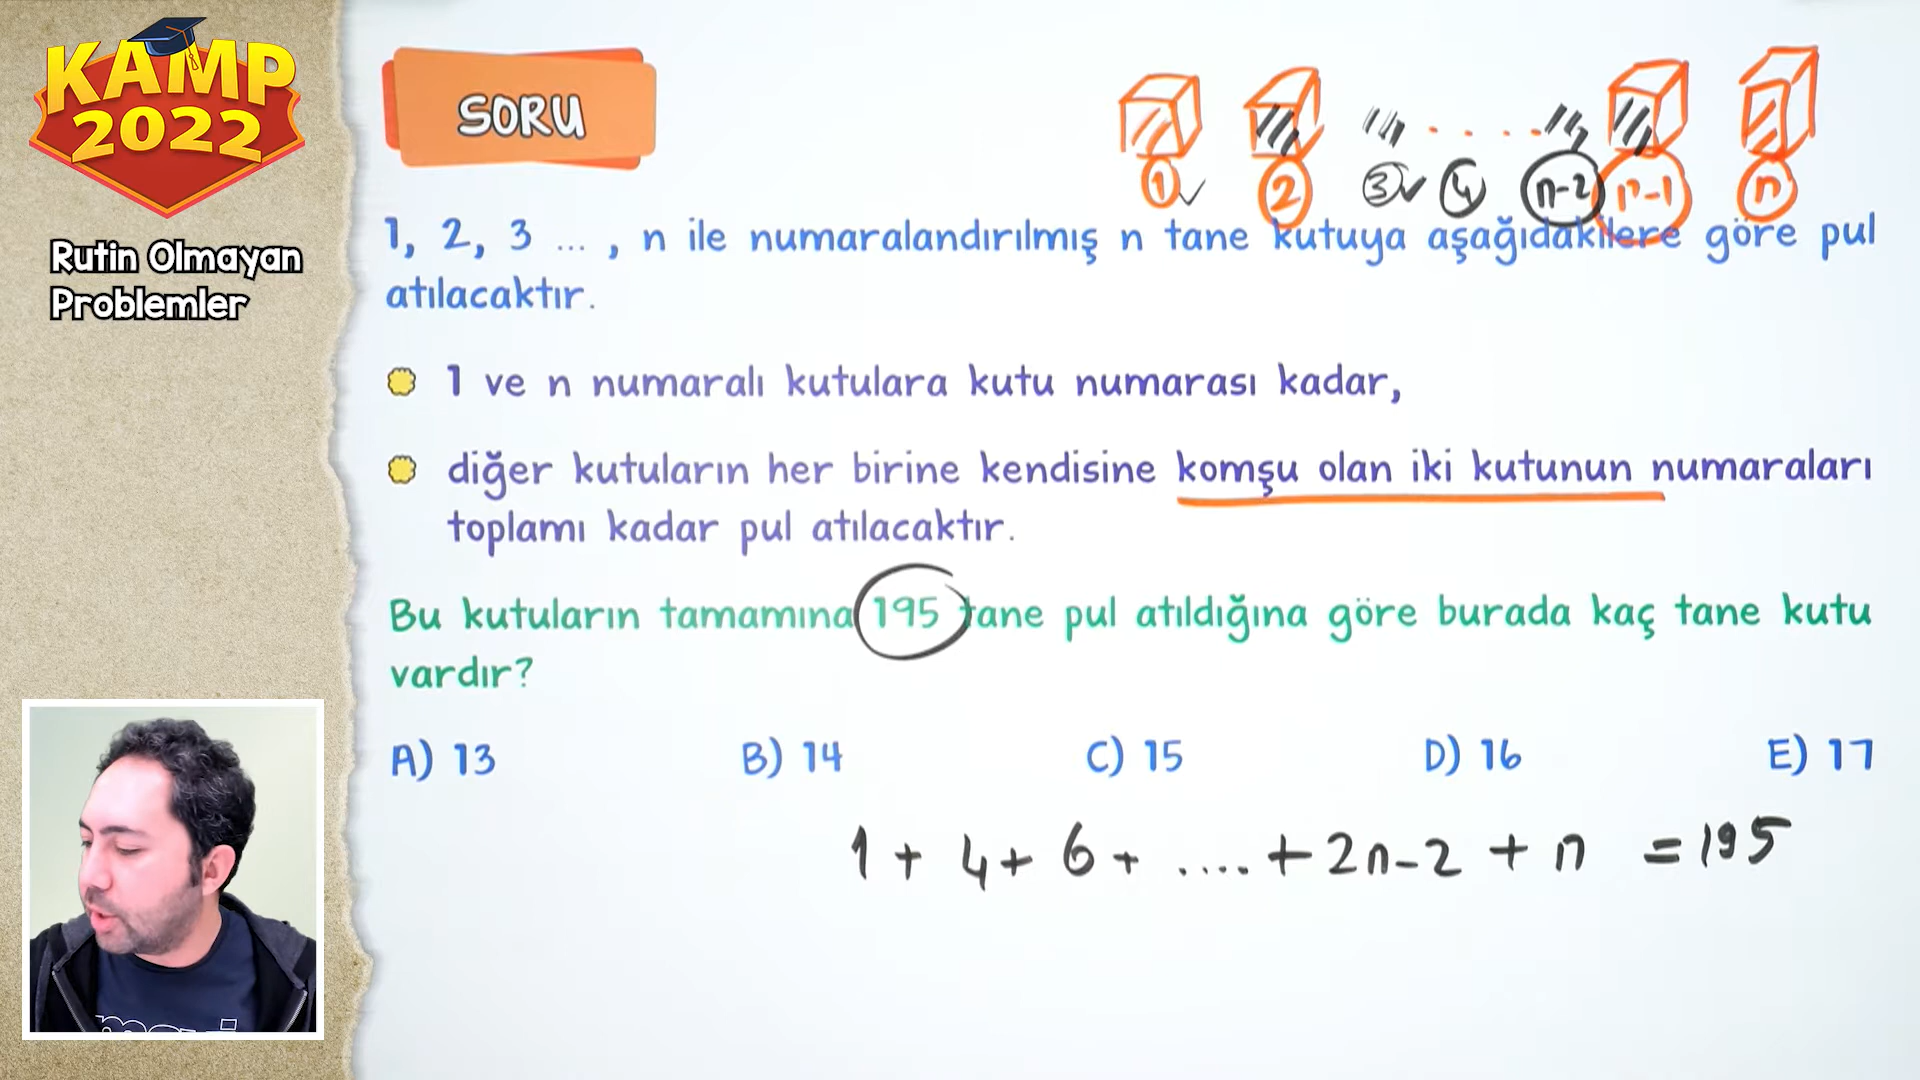 KAMP
2022
Rutin Olmayan
Problemler
SORU
1 2 3 4 n-2 n-1 n
1, 2, 3 ... , n ile numaralandırılmış n tane kutuya aşağıdakilere göre pul
atılacaktır.
1 ve n numaralı kutulara kutu numarası kadar,
diğer kutuların her birine kendisine komşu olan iki kutunun numaraları
toplamı kadar pul atılacaktır.
Bu kutuların tamamına 195 tane pul atıldığına göre burada kaç tane kutu
vardır?
A) 13 B) 14 C) 15 D) 16 E) 17
1 + 4 + 6 + .... + 2n-2 + n = 195